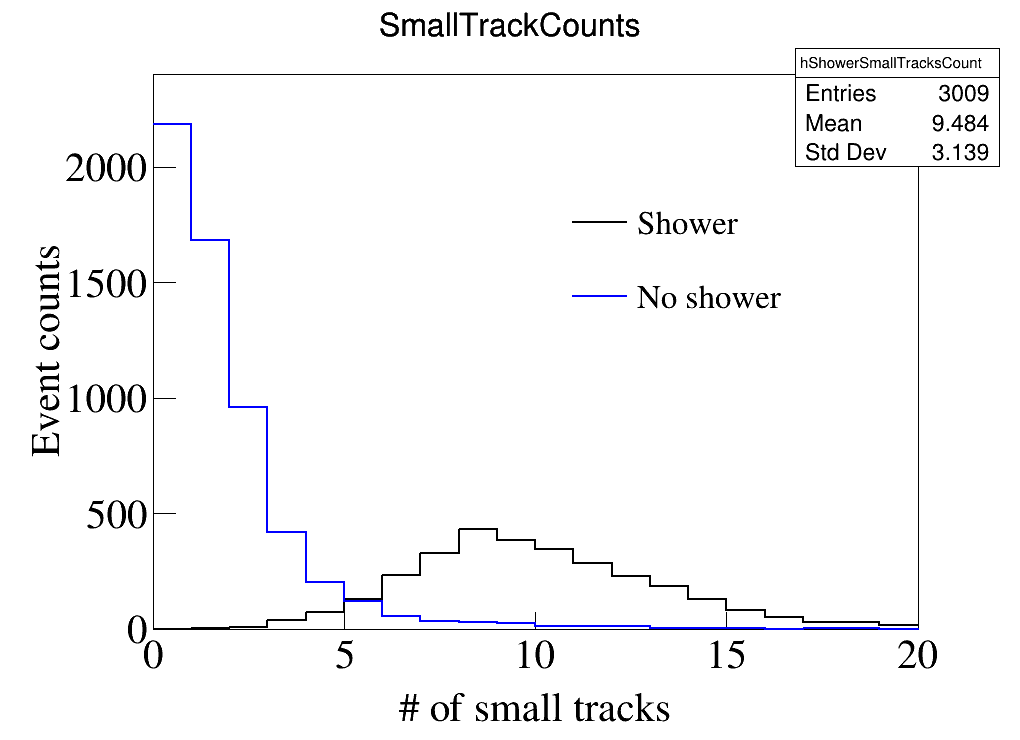 SmallTrackCounts
hShowerSmallTracksCount
Entries 3009
Mean 9.484
Std Dev 3.139
Shower
No shower
Event counts
2000
1500
1000
500
0
0 5 10 15 20
# of small tracks